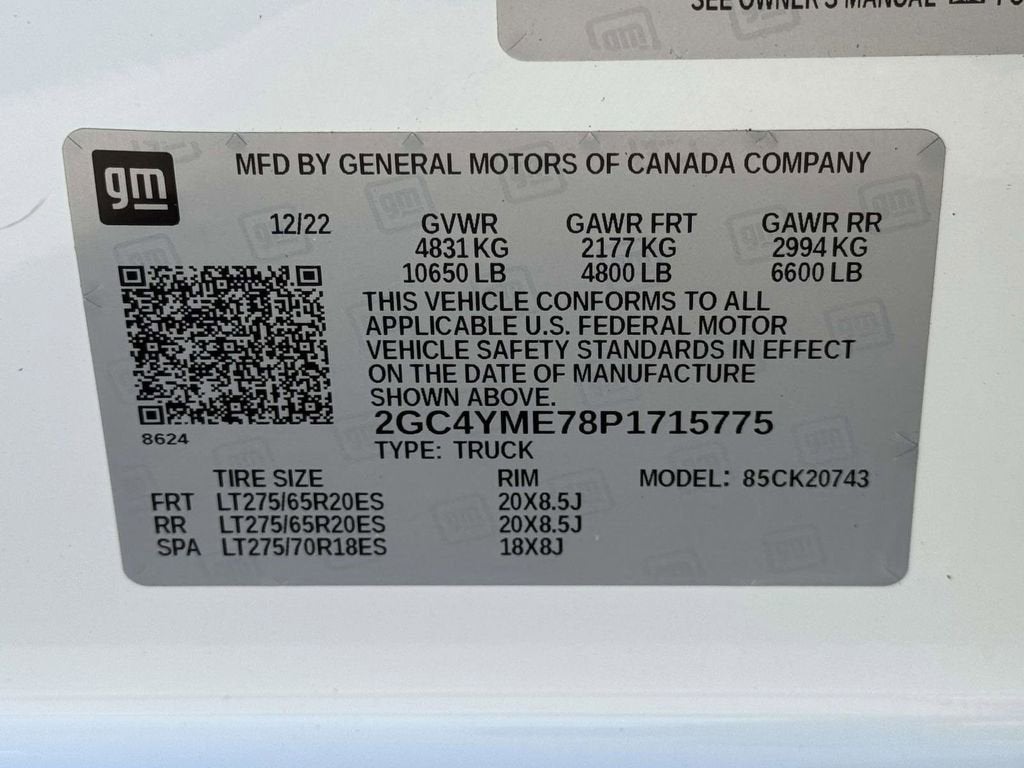 SEE OWNER'S MANUAL
gm
MFD BY GENERAL MOTORS OF CANADA COMPANY
12/22 GVWR GAWR FRT GAWR RR
4831 KG 2177 KG 2994 KG
10650 LB 4800 LB 6600 LB
THIS VEHICLE CONFORMS TO ALL
APPLICABLE U.S. FEDERAL MOTOR
VEHICLE SAFETY STANDARDS IN EFFECT
ON THE DATE OF MANUFACTURE
SHOWN ABOVE.
2GC4YME78P1715775
8624
TYPE: TRUCK
TIRE SIZE RIM MODEL: 85CK20743
FRT LT275/65R20ES 20X8.5J
RR LT275/65R20ES 20X8.5J
SPA LT275/70R18ES 18X8J